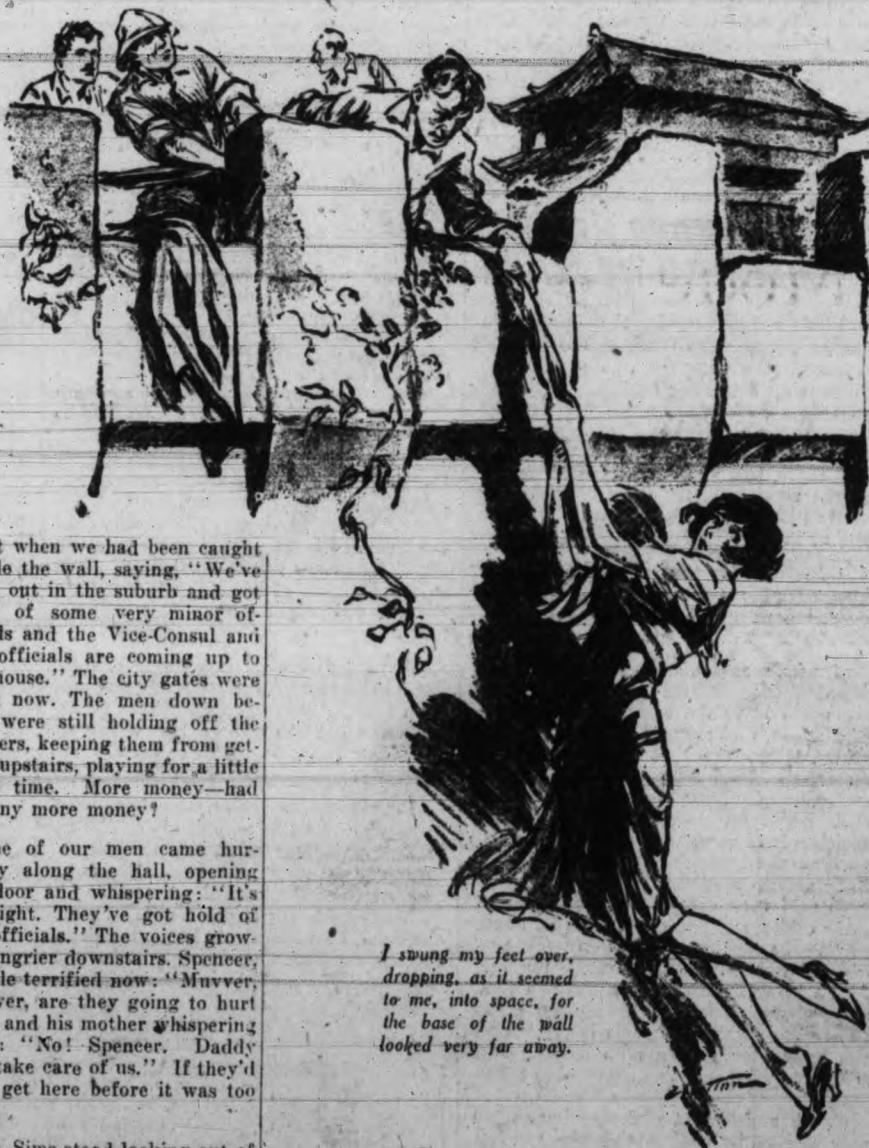 when we had been caught
le the wall, saying, "We've
out in the suburb and got
of some very minor of-
ls and the Vice-Consul and
officials are coming up to
house." The city gates were
now. The men down be-
were still holding off the
ers, keeping them from get-
upstairs, playing for a little
time. More money—had
ny more money?
e of our men came hur-
y along the hall, opening
loor and whispering: "It's
ight. They've got hold of
fficials." The voices grow-
ngrier downstairs. Spencer,
le terrified now: "Muvver,
ver, are they going to hurt
and his mother whispering
: "No! Spencer. Daddy
take care of us." If they'd
get here before it was too
Sims stood looking out of
I swung my feet over,
dropping, as it seemed
to me, into space, for
the base of the wall
looked very far away.